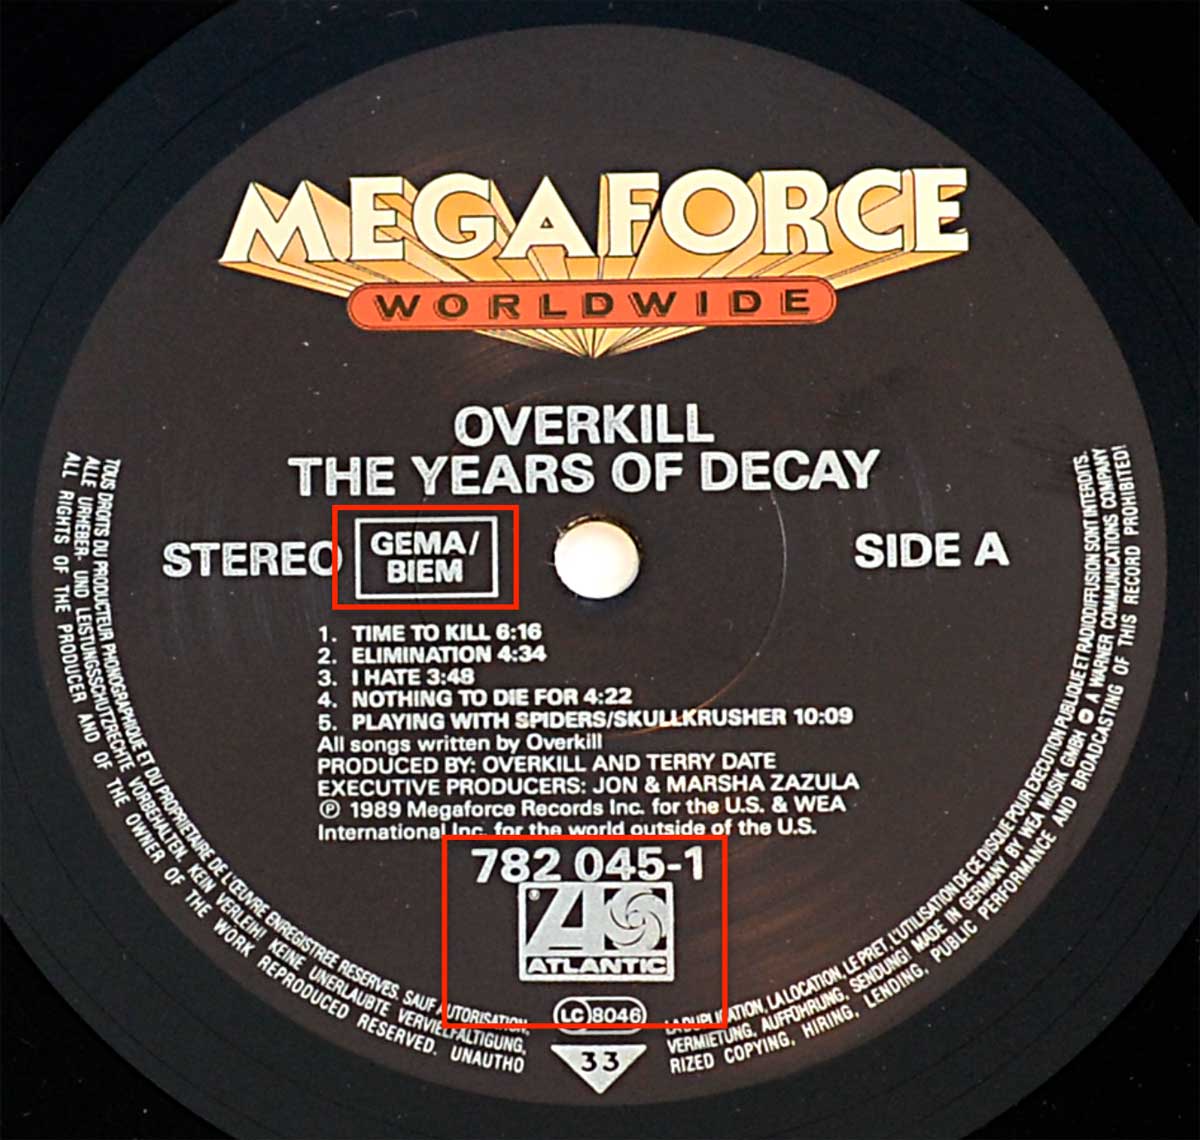 MEGAFORCE
WORLDWIDE
OVERKILL
THE YEARS OF DECAY
STEREO
GEMA/
BIEM
SIDE A
1. TIME TO KILL 6:16
2. ELIMINATION 4:34
3. I HATE 3:48
4. NOTHING TO DIE FOR 4:22
5. PLAYING WITH SPIDERS/SKULLKRUSHER 10:09
All songs written by Overkill
PRODUCED BY: OVERKILL AND TERRY DATE
EXECUTIVE PRODUCERS: JON & MARSHA ZAZULA
℗ 1989 Megaforce Records Inc. for the U.S. & WEA
International Inc. for the world outside of the U.S.
782 045-1
®
ATLANTIC
LC 8046
33
TOUS DROITS DU PRODUCTEUR PHONOGRAPHIQUE ET DU PROPRIETAIRE DE L'ŒUVRE ENREGISTREE RESERVES. SAUF AUTORISATION, LA DUPLICATION, LA LOCATION, LE PRET, L'UTILISATION DE CE DISQUE POUR EXECUTION PUBLIQUE ET RADIODIFFUSION SONT INTERDITS.
ALLE URHEBER- UND LEISTUNGSSCHUTZRECHTE VORBEHALTEN. KEIN VERLEIH! KEINE UNERLAUBTE VERVIELFÄLTIGUNG, VERMIETUNG, AUFFÜHRUNG, SENDUNG! MADE IN GERMANY BY WEA MUSIK GMBH A WARNER COMMUNICATIONS COMPANY
ALL RIGHTS OF THE PRODUCER AND OF THE OWNER OF THE WORK REPRODUCED RESERVED. UNAUTHORIZED COPYING, HIRING, LENDING, PUBLIC PERFORMANCE AND BROADCASTING OF THIS RECORD PROHIBITED!